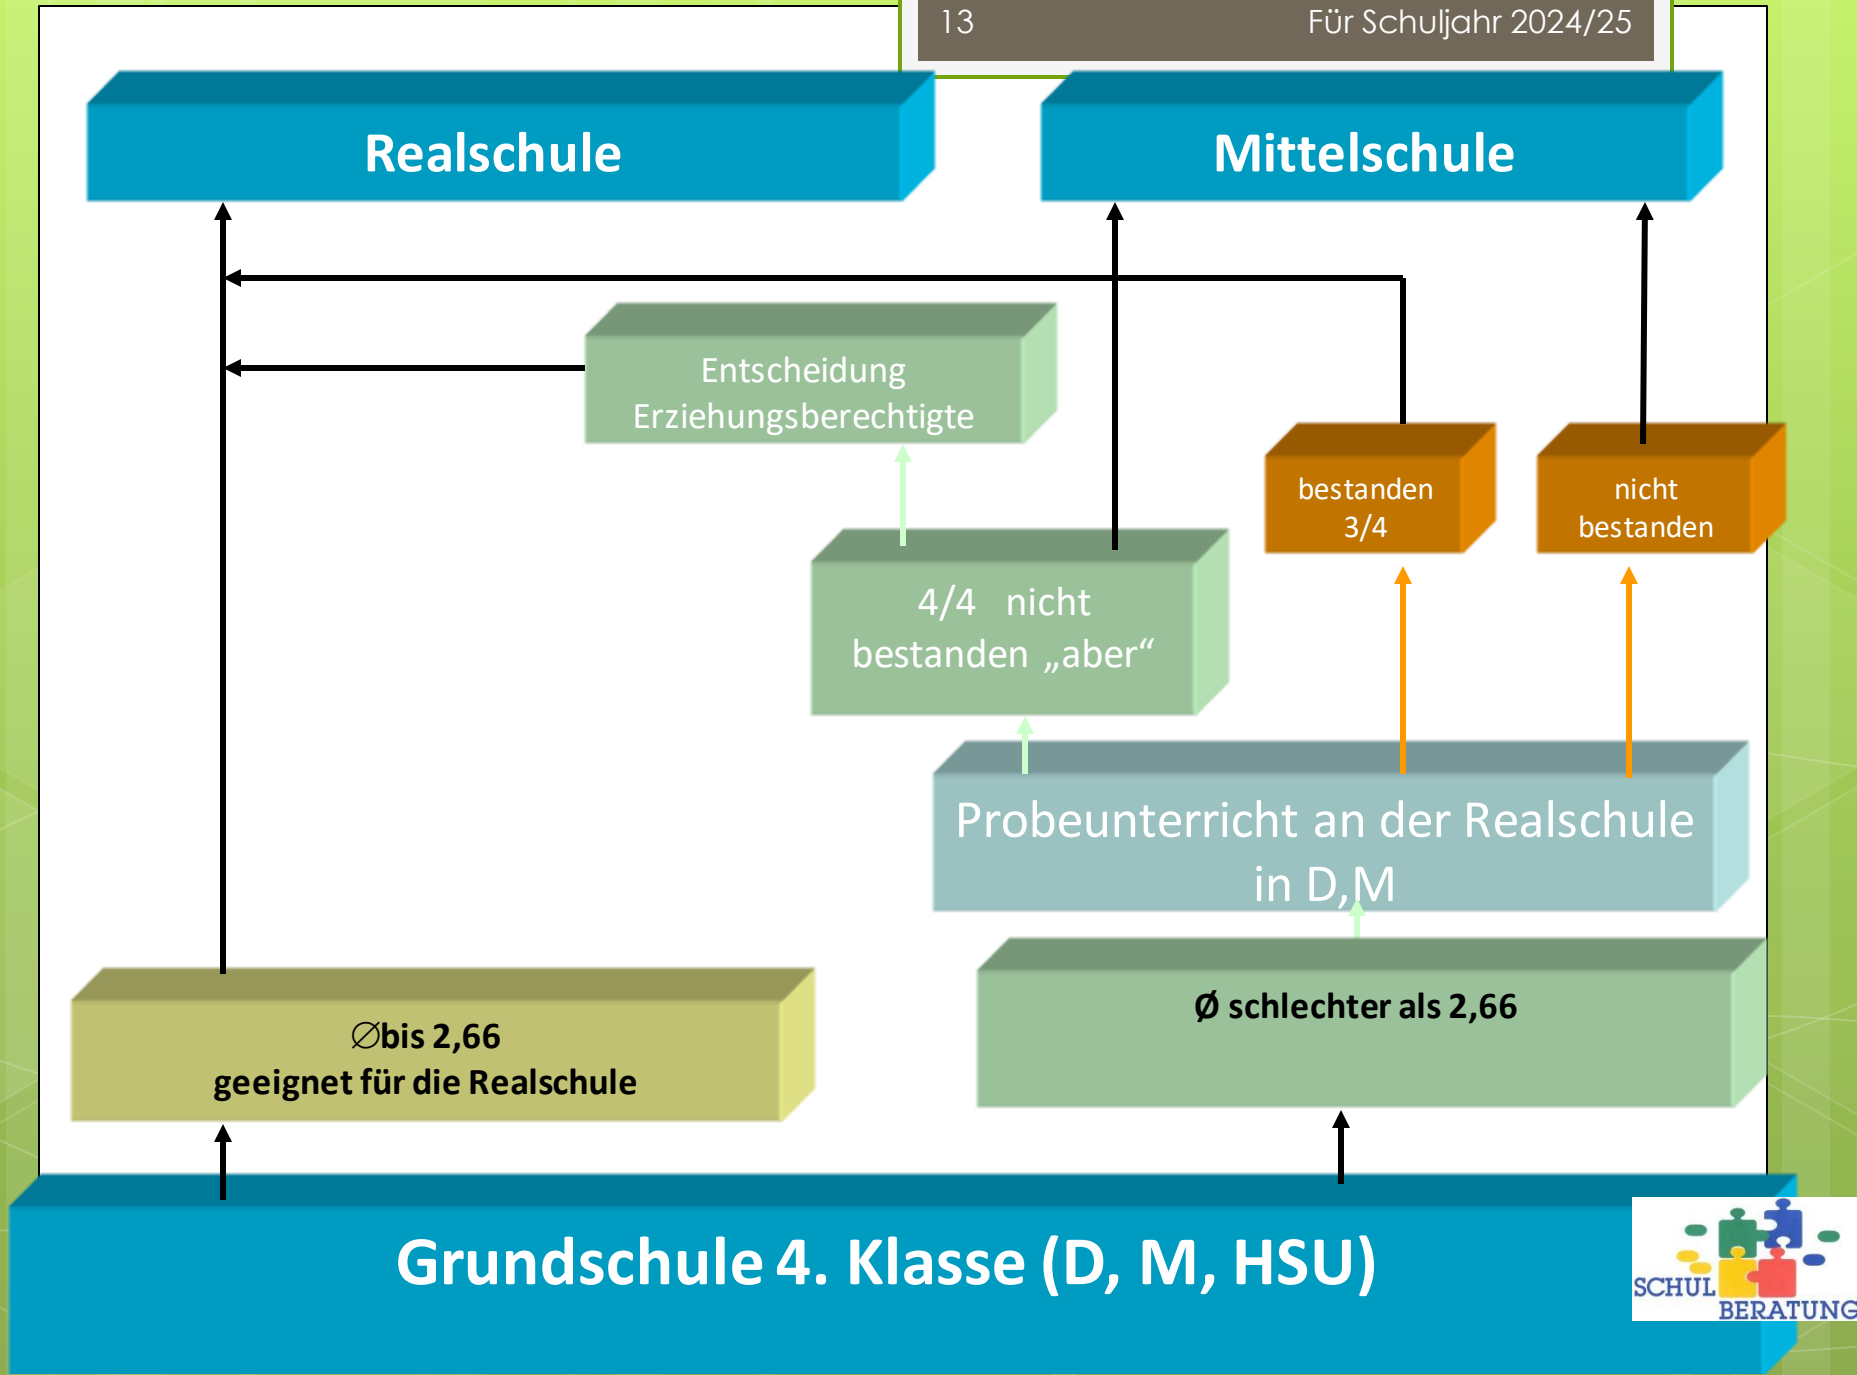 13 Für Schuljahr 2024/25
Realschule
Mittelschule
Entscheidung
Erziehungsberechtigte
bestanden
3/4
nicht
bestanden
4/4 nicht
bestanden „aber“
Probeunterricht an der Realschule
in D,M
Ø schlechter als 2,66
∅bis 2,66
geeignet für die Realschule
Grundschule 4. Klasse (D, M, HSU)
SCHUL
BERATUNG